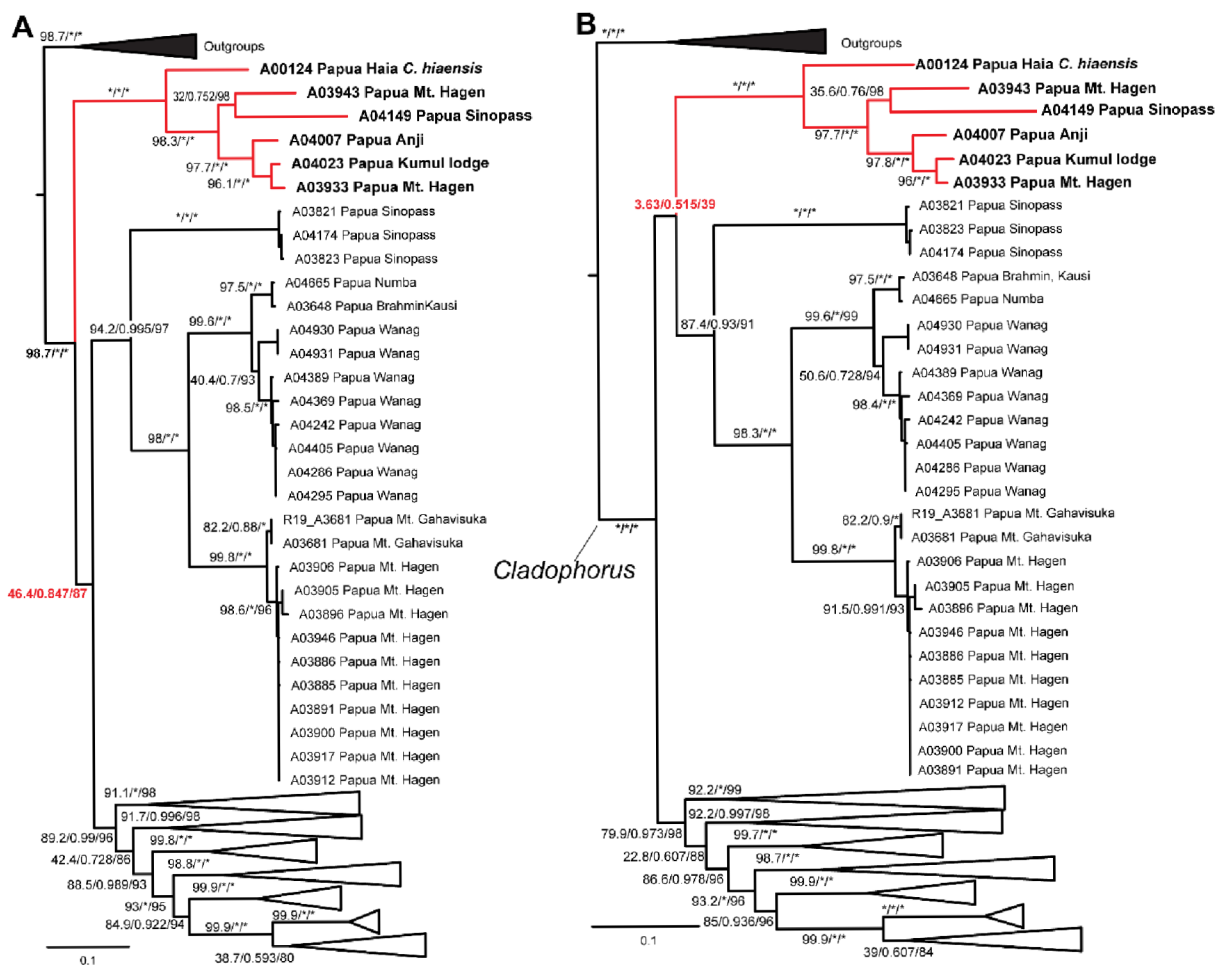 A
98.7/*/*
Outgroups
A00124 Papua Haia C. hiaensis
*/*/*
32/0.752/98
A03943 Papua Mt. Hagen
A04149 Papua Sinopass
98.3/*/*
A04007 Papua Anji
97.7/*/*
A04023 Papua Kumul lodge
96.1/*/*
A03933 Papua Mt. Hagen
*/*/*
A03821 Papua Sinopass
A04174 Papua Sinopass
A03823 Papua Sinopass
97.5/*/*
A04665 Papua Numba
A03648 Papua BrahminKausi
94.2/0.995/97
99.6/*/*
A04930 Papua Wanag
98.7/*/*
A04931 Papua Wanag
40.4/0.7/93
A04389 Papua Wanag
A04369 Papua Wanag
98.5/*/*
A04242 Papua Wanag
98/*/*
A04405 Papua Wanag
A04286 Papua Wanag
A04295 Papua Wanag
82.2/0.88/*
R19_A3681 Papua Mt. Gahavisuka
A03681 Papua Mt. Gahavisuka
99.8/*/*
A03906 Papua Mt. Hagen
46.4/0.847/87
A03905 Papua Mt. Hagen
98.6/*/96
A03896 Papua Mt. Hagen
A03946 Papua Mt. Hagen
A03886 Papua Mt. Hagen
A03885 Papua Mt. Hagen
A03891 Papua Mt. Hagen
A03900 Papua Mt. Hagen
A03917 Papua Mt. Hagen
A03912 Papua Mt. Hagen
91.1/*/98
91.7/0.996/98
89.2/0.99/96
99.8/*/*
42.4/0.728/86
98.8/*/*
88.5/0.989/93
99.9/*/*
93/*/95
99.9/*/*
84.9/0.922/94
99.9/*/*
38.7/0.593/80
0.1
B
*/*/*
Outgroups
A00124 Papua Haia C. hiaensis
*/*/*
35.6/0.76/98
A03943 Papua Mt. Hagen
A04149 Papua Sinopass
97.7/*/*
A04007 Papua Anji
97.8/*/*
A04023 Papua Kumul lodge
96/*/*
A03933 Papua Mt. Hagen
3.63/0.515/39
*/*/*
A03821 Papua Sinopass
A03823 Papua Sinopass
A04174 Papua Sinopass
97.5/*/*
A03648 Papua Brahmin, Kausi
A04665 Papua Numba
87.4/0.93/91
99.6/*/99
A04930 Papua Wanag
A04931 Papua Wanag
50.6/0.728/94
A04389 Papua Wanag
A04369 Papua Wanag
98.4/*/*
A04242 Papua Wanag
98.3/*/*
A04405 Papua Wanag
A04286 Papua Wanag
A04295 Papua Wanag
62.2/0.9/*
R19_A3681 Papua Mt. Gahavisuka
*/*/*
A03681 Papua Mt. Gahavisuka
99.8/*/*
A03906 Papua Mt. Hagen
Cladophorus
A03905 Papua Mt. Hagen
91.5/0.991/93
A03896 Papua Mt. Hagen
A03946 Papua Mt. Hagen
A03886 Papua Mt. Hagen
A03885 Papua Mt. Hagen
A03912 Papua Mt. Hagen
A03917 Papua Mt. Hagen
A03900 Papua Mt. Hagen
A03891 Papua Mt. Hagen
92.2/*/99
92.2/0.997/98
79.9/0.973/98
99.7/*/*
22.8/0.607/88
98.7/*/*
86.6/0.978/96
99.9/*/*
93.2*/96
*/*/*
85/0.936/96
99.9/*/*
39/0.607/84
0.1